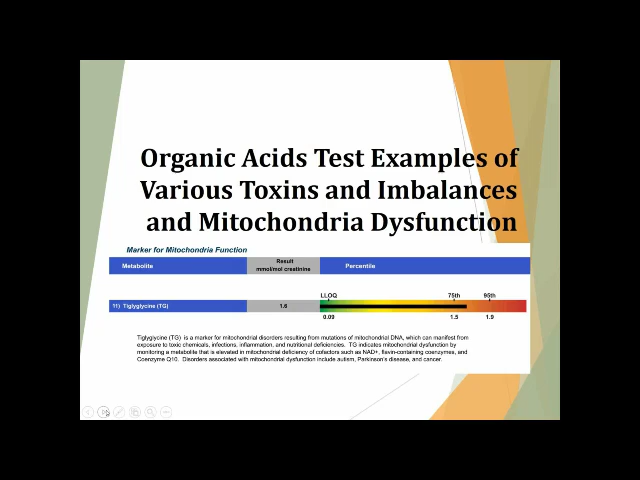 Organic Acids Test Examples of
Various Toxins and Imbalances
and Mitochondria Dysfunction
Marker for Mitochondria Function
Metabolite
Result
mmol/mol creatinine
Percentile
LLOQ 75th 95th
11) Tiglyglycine (TG) 1.6
0.09 1.5 1.9
Tiglyglycine (TG) is a marker for mitochondrial disorders resulting from mutations of mitochondrial DNA, which can manifest from
exposure to toxic chemicals, infections, inflammation, and nutritional deficiencies. TG indicates mitochondrial dysfunction by
monitoring a metabolite that is elevated in mitochondrial deficiency of cofactors such as NAD+, flavin-containing coenzymes, and
Coenzyme Q10. Disorders associated with mitochondrial dysfunction include autism, Parkinson's disease, and cancer.